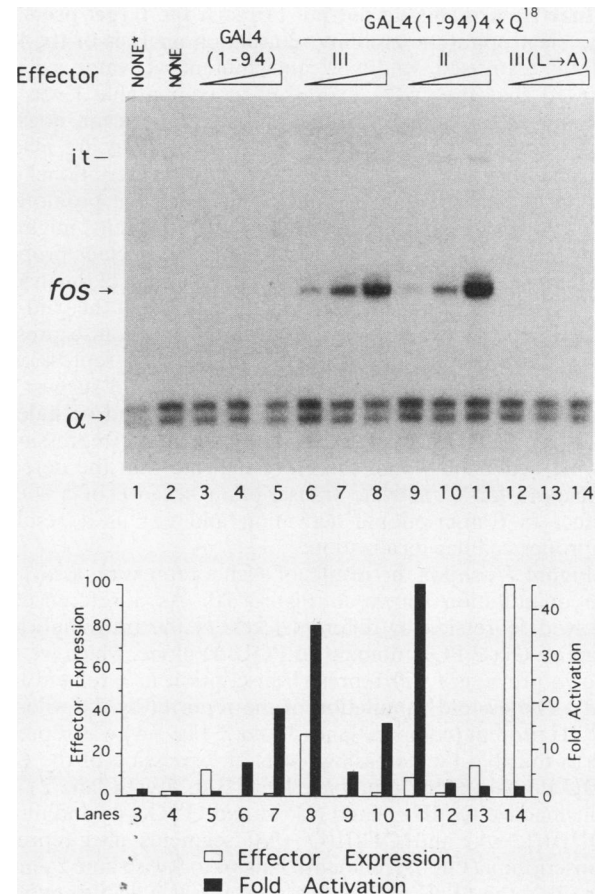 GAL4(1-94)4 x Q18
GAL4
(1-94) III II III(L→A)
Effector NONE* NONE
it–
fos →
α →
1 2 3 4 5 6 7 8 9 10 11 12 13 14
Effector Expression
100
80
60
40
20
0
Fold Activation
40
30
20
10
0
Lanes 3 4 5 6 7 8 9 10 11 12 13 14
Effector Expression
Fold Activation